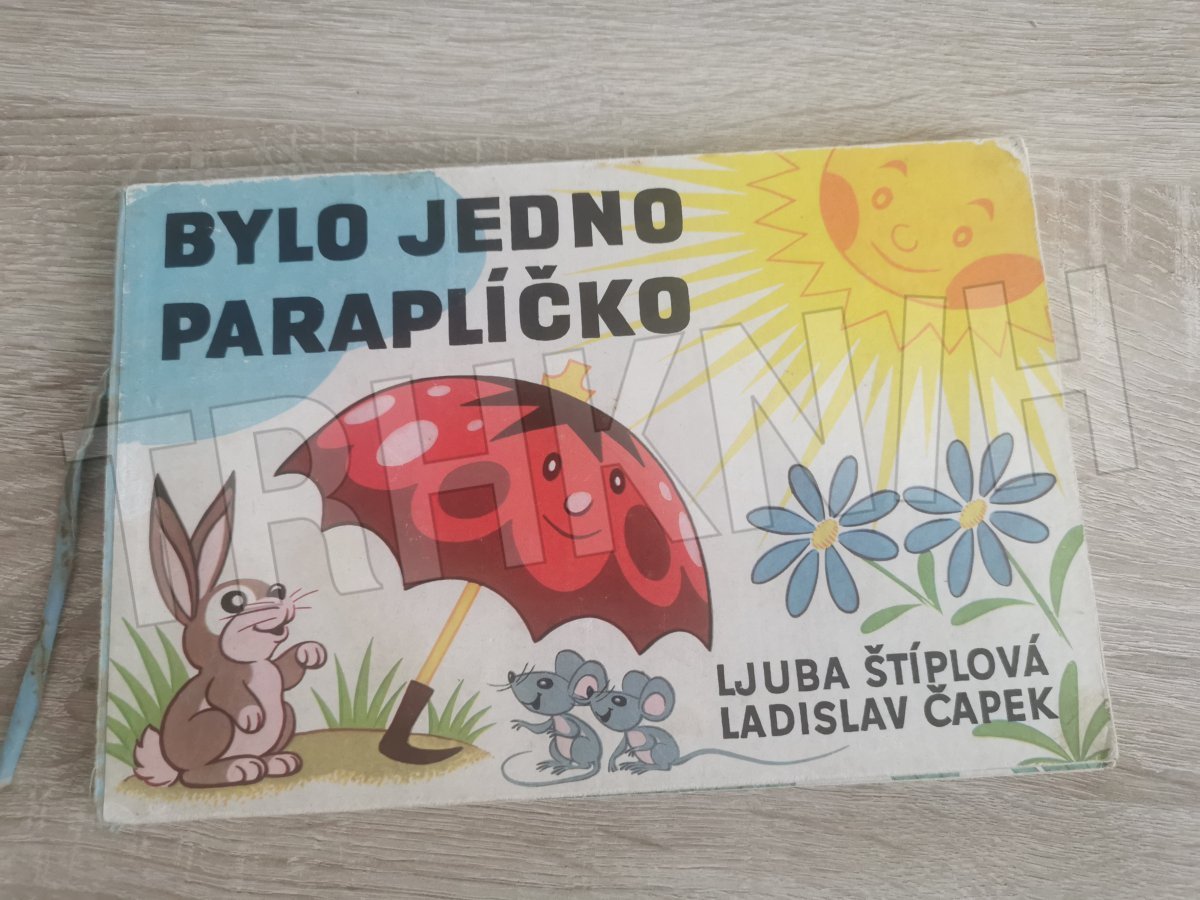 BYLO JEDNO
PARAPLÍČKO
TRHKNIH
LJUBA ŠTÍPLOVÁ
LADISLAV ČAPEK